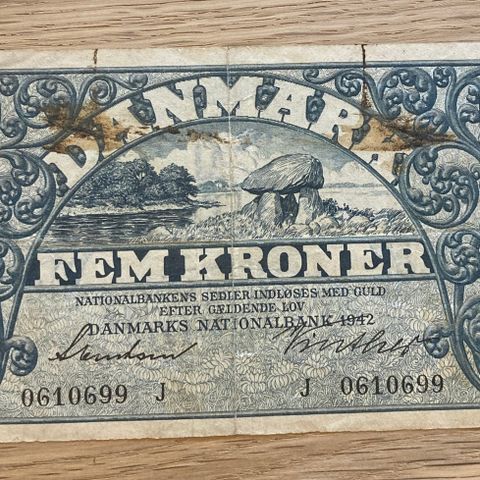 DANMARK
FEM KRONER
NATIONALBANKENS SEDLER INDLØSES MED GULD
EFTER GÆLDENDE LOV
DANMARKS NATIONALBANK 1942
0610699 J J 0610699